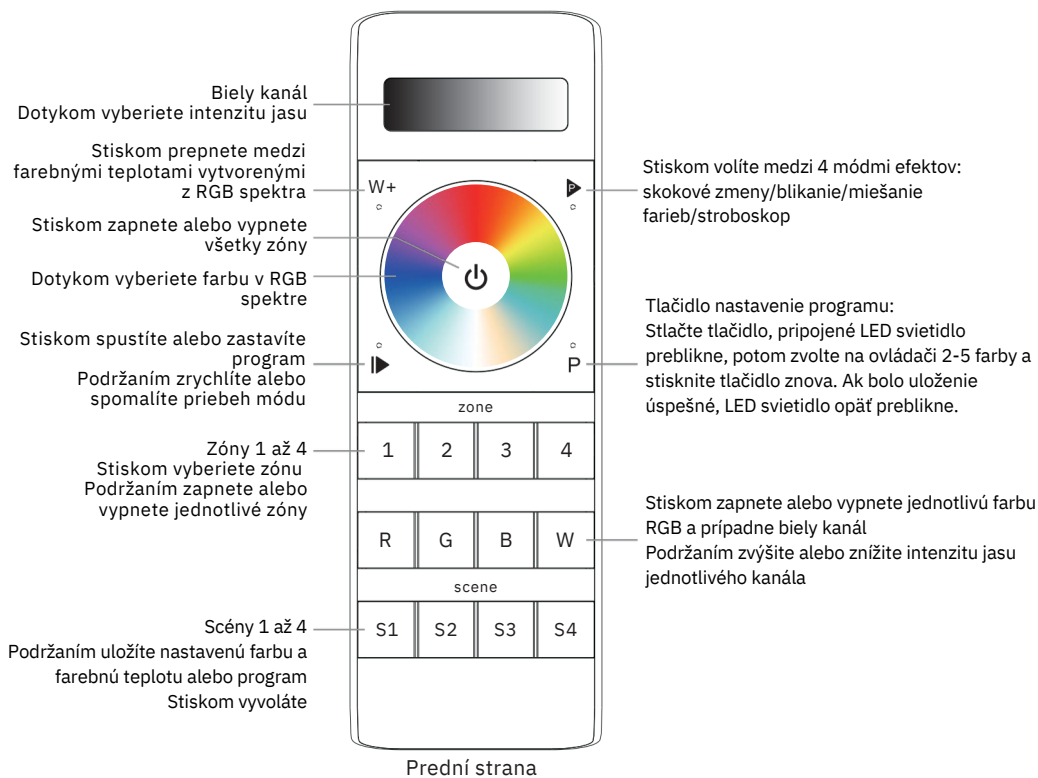 Biely kanál
Dotykom vyberiete intenzitu jasu
Stiskom prepnete medzi
farebnými teplotami vytvorenými
z RGB spektra
Stiskom zapnete alebo vypnete
všetky zóny
Dotykom vyberiete farbu v RGB
spektre
Stiskom spustíte alebo zastavíte
program
Podržaním zrychlíte alebo
spomalíte priebeh módu
Zóny 1 až 4
Stiskom vyberiete zónu
Podržaním zapnete alebo
vypnete jednotlivé zóny
Scény 1 až 4
Podržaním uložíte nastavenú farbu a
farebnú teplotu alebo program
Stiskom vyvoláte
W+
P
P
zone
1 2 3 4
R G B W
scene
S1 S2 S3 S4
Stiskom volíte medzi 4 módmi efektov:
skokové zmeny/blikanie/miešanie
farieb/stroboskop
Tlačidlo nastavenie programu:
Stlačte tlačidlo, pripojené LED svietidlo
preblikne, potom zvolte na ovládači 2-5 farby a
stisknite tlačidlo znova. Ak bolo uloženie
úspešné, LED svietidlo opäť preblikne.
Stiskom zapnete alebo vypnete jednotlivú farbu
RGB a prípadne biely kanál
Podržaním zvýšite alebo znížite intenzitu jasu
jednotlivého kanála
Prední strana